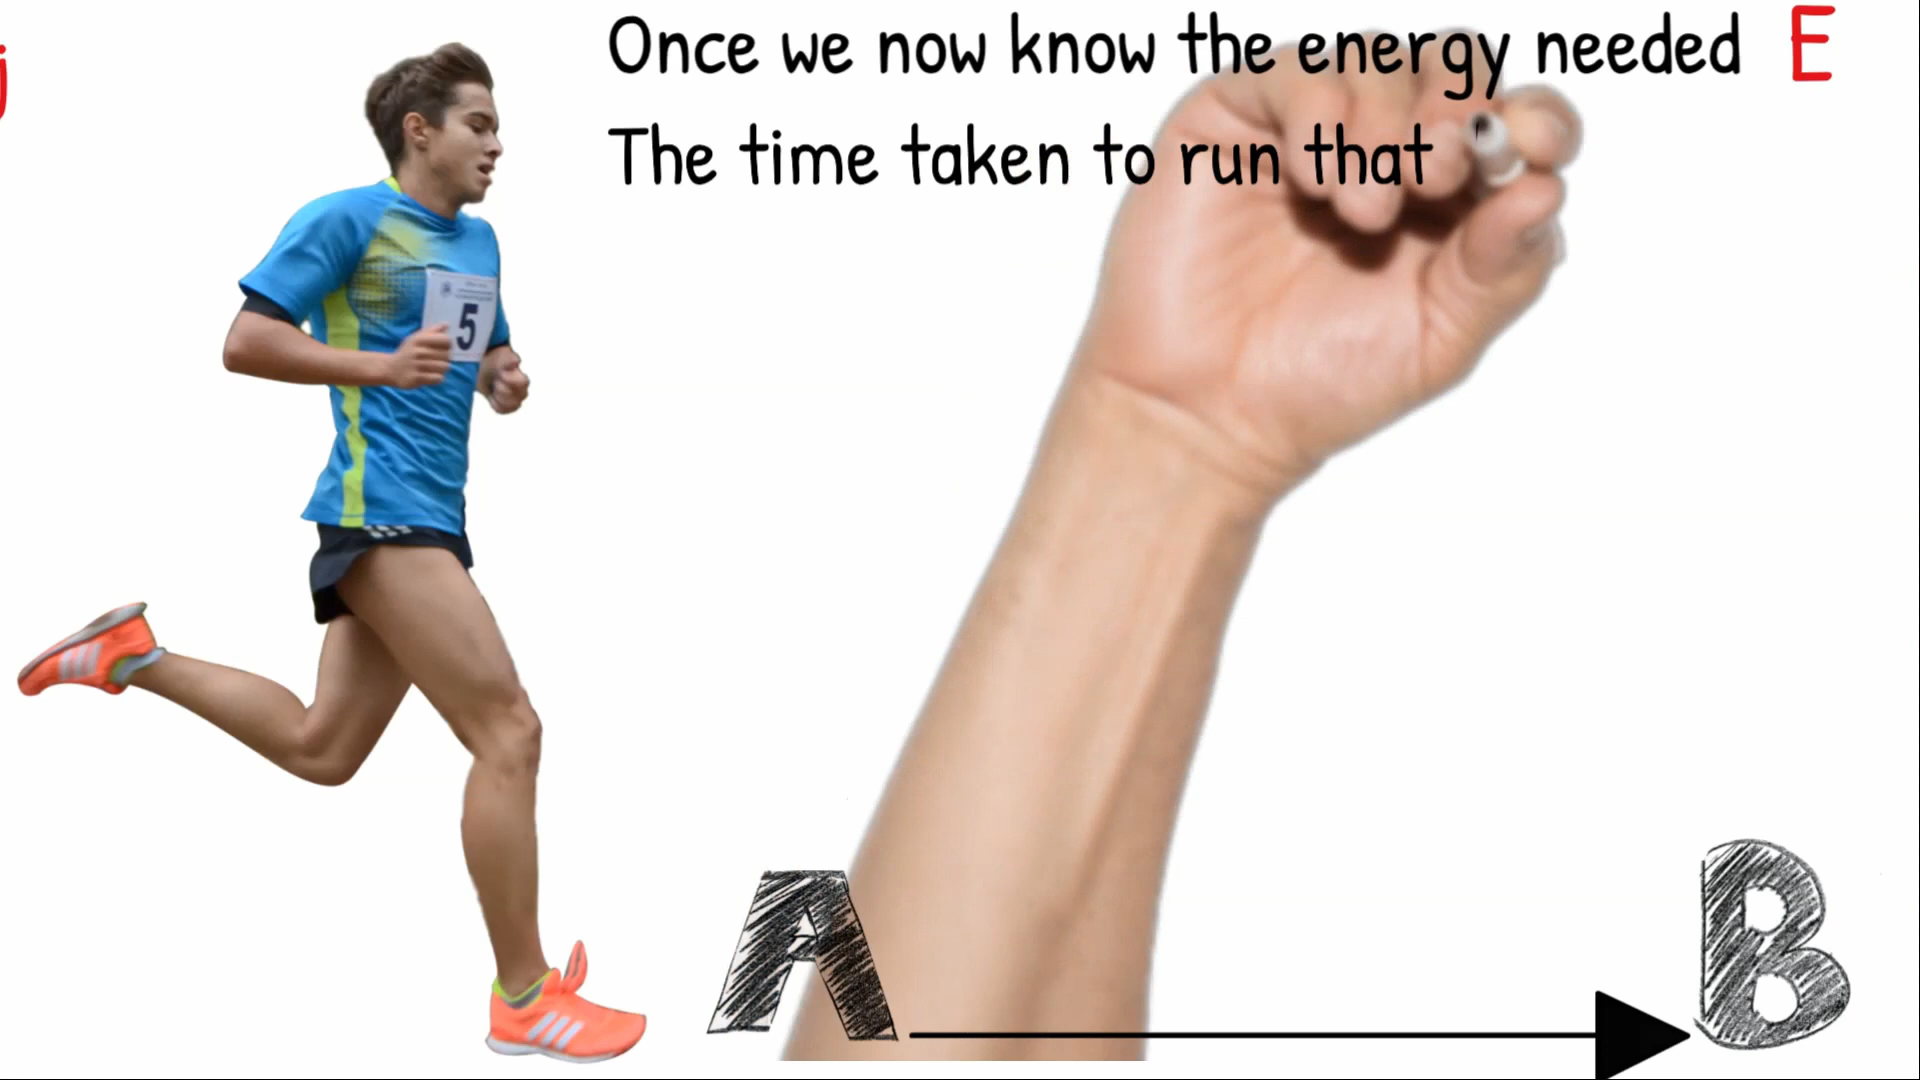 Once we now know the energy needed E
The time taken to run that
5
A B